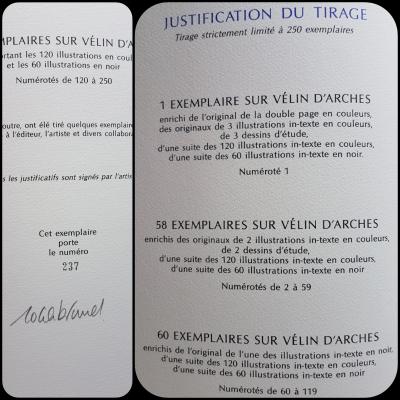 EMPLAIRES SUR VÉLIN D'A
ortant les 120 illustrations en coul
et les 60 illustrations en noir
Numérotés de 120 à 250
outre, ont été tiré quelques exemplaire
à l'éditeur, l'artiste et divers collabora
les justificatifs sont signés par l'artis
Cet exemplaire
porte
le numéro
237
JUSTIFICATION DU TIRAGE
Tirage strictement limité à 250 exemplaires
1 EXEMPLAIRE SUR VÉLIN D'ARCHES
enrichi de l'original de la double page en couleurs,
des originaux de 3 illustrations in-texte en couleurs,
de 3 dessins d'étude,
d'une suite des 120 illustrations in-texte en couleurs,
d'une suite des 60 illustrations in-texte en noir.
Numéroté 1
58 EXEMPLAIRES SUR VÉLIN D'ARCHES
enrichis des originaux de 2 illustrations in-texte en couleurs,
de 2 dessins d'étude,
d'une suite des 120 illustrations in-texte en couleurs,
d'une suite des 60 illustrations in-texte en noir.
Numérotés de 2 à 59
60 EXEMPLAIRES SUR VÉLIN D'ARCHES
enrichis de l'original de l'une des illustrations in-texte en noir,
d'une suite des 120 illustrations in-texte en couleurs,
d'une suite des 60 illustrations in-texte en noir
Numérotés de 60 à 119